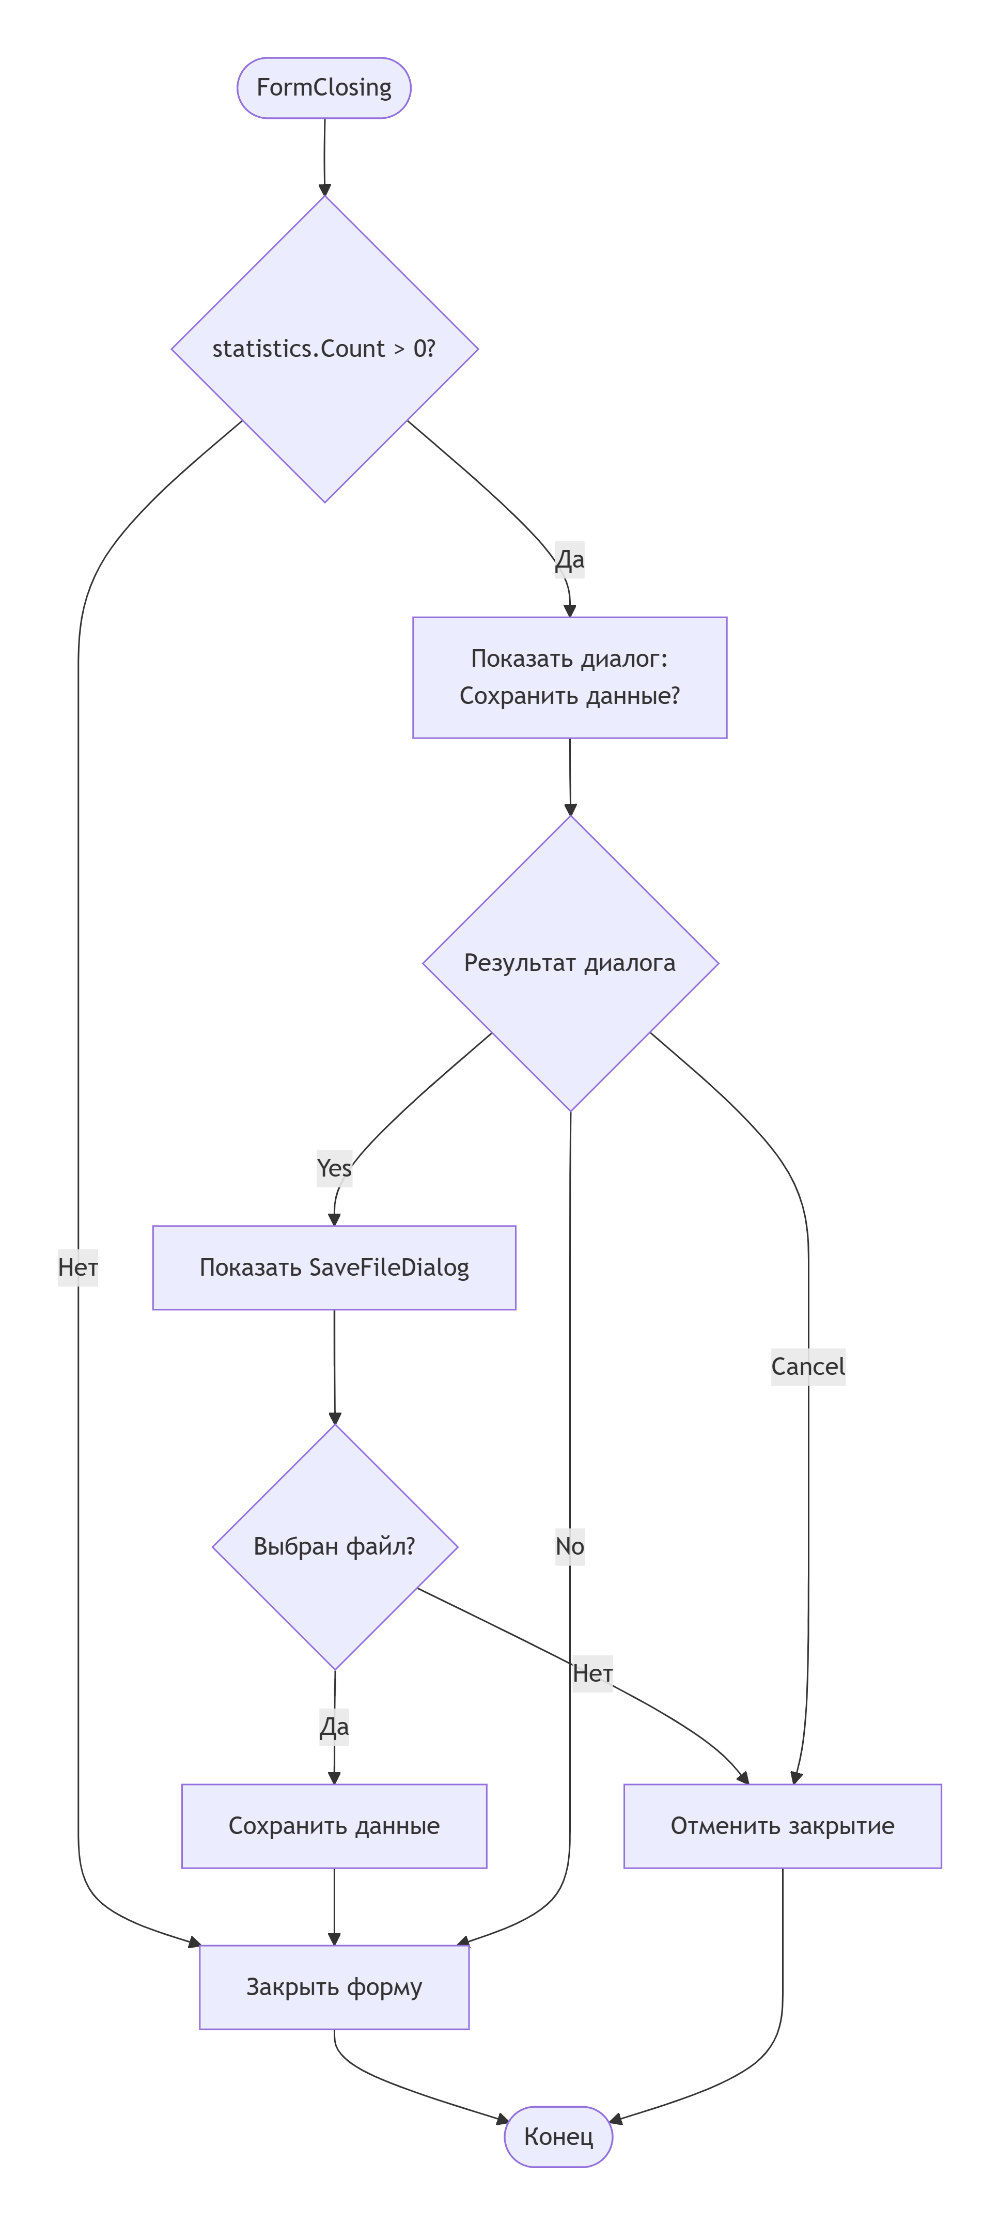 FormClosing
statistics.Count > 0?
Да
Показать диалог:
Сохранить данные?
Результат диалога
Yes
Показать SaveFileDialog
Нет
Cancel
Выбран файл?
No
Нет
Да
Сохранить данные
Отменить закрытие
Закрыть форму
Конец